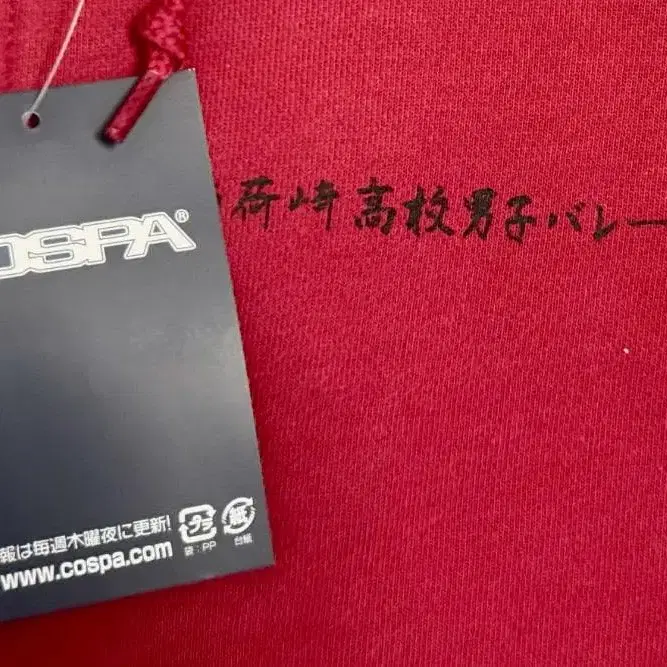 荷崎高校男子バレー
OSPA®
報は毎週木曜夜に更新!
www.cospa.com
プラ
袋:PP
紙
台紙